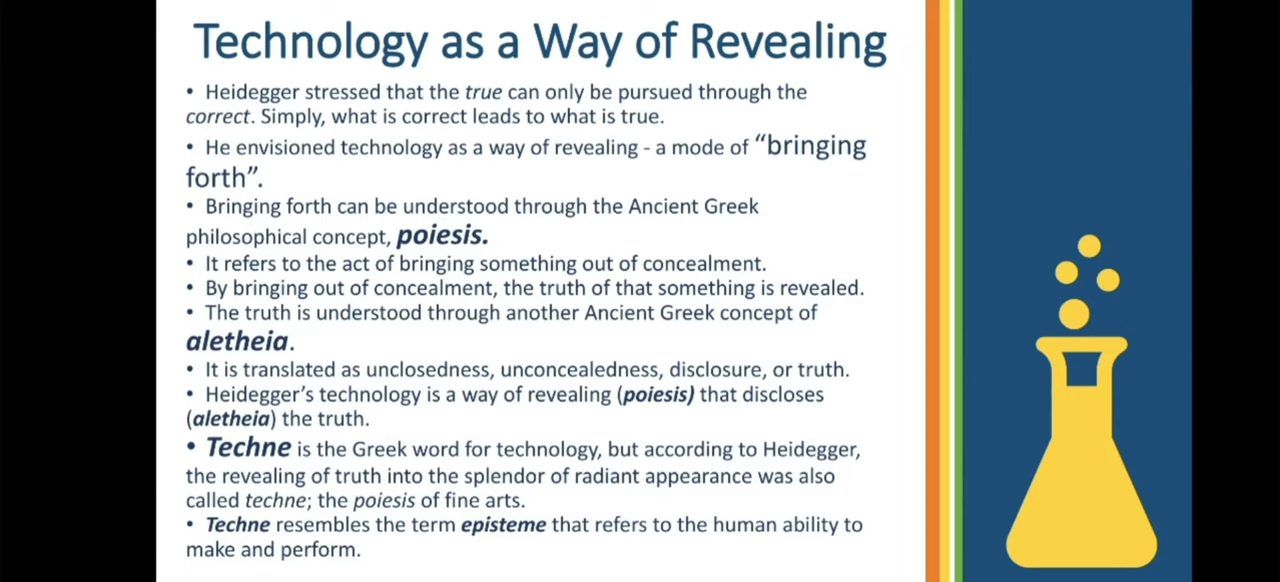 Technology as a Way of Revealing
• Heidegger stressed that the true can only be pursued through the
correct. Simply, what is correct leads to what is true.
• He envisioned technology as a way of revealing - a mode of “bringing
forth”.
• Bringing forth can be understood through the Ancient Greek
philosophical concept, poiesis.
• It refers to the act of bringing something out of concealment.
• By bringing out of concealment, the truth of that something is revealed.
• The truth is understood through another Ancient Greek concept of
aletheia.
• It is translated as unclosedness, unconcealedness, disclosure, or truth.
• Heidegger’s technology is a way of revealing (poiesis) that discloses
(aletheia) the truth.
• Techne is the Greek word for technology, but according to Heidegger,
the revealing of truth into the splendor of radiant appearance was also
called techne; the poiesis of fine arts.
• Techne resembles the term episteme that refers to the human ability to
make and perform.